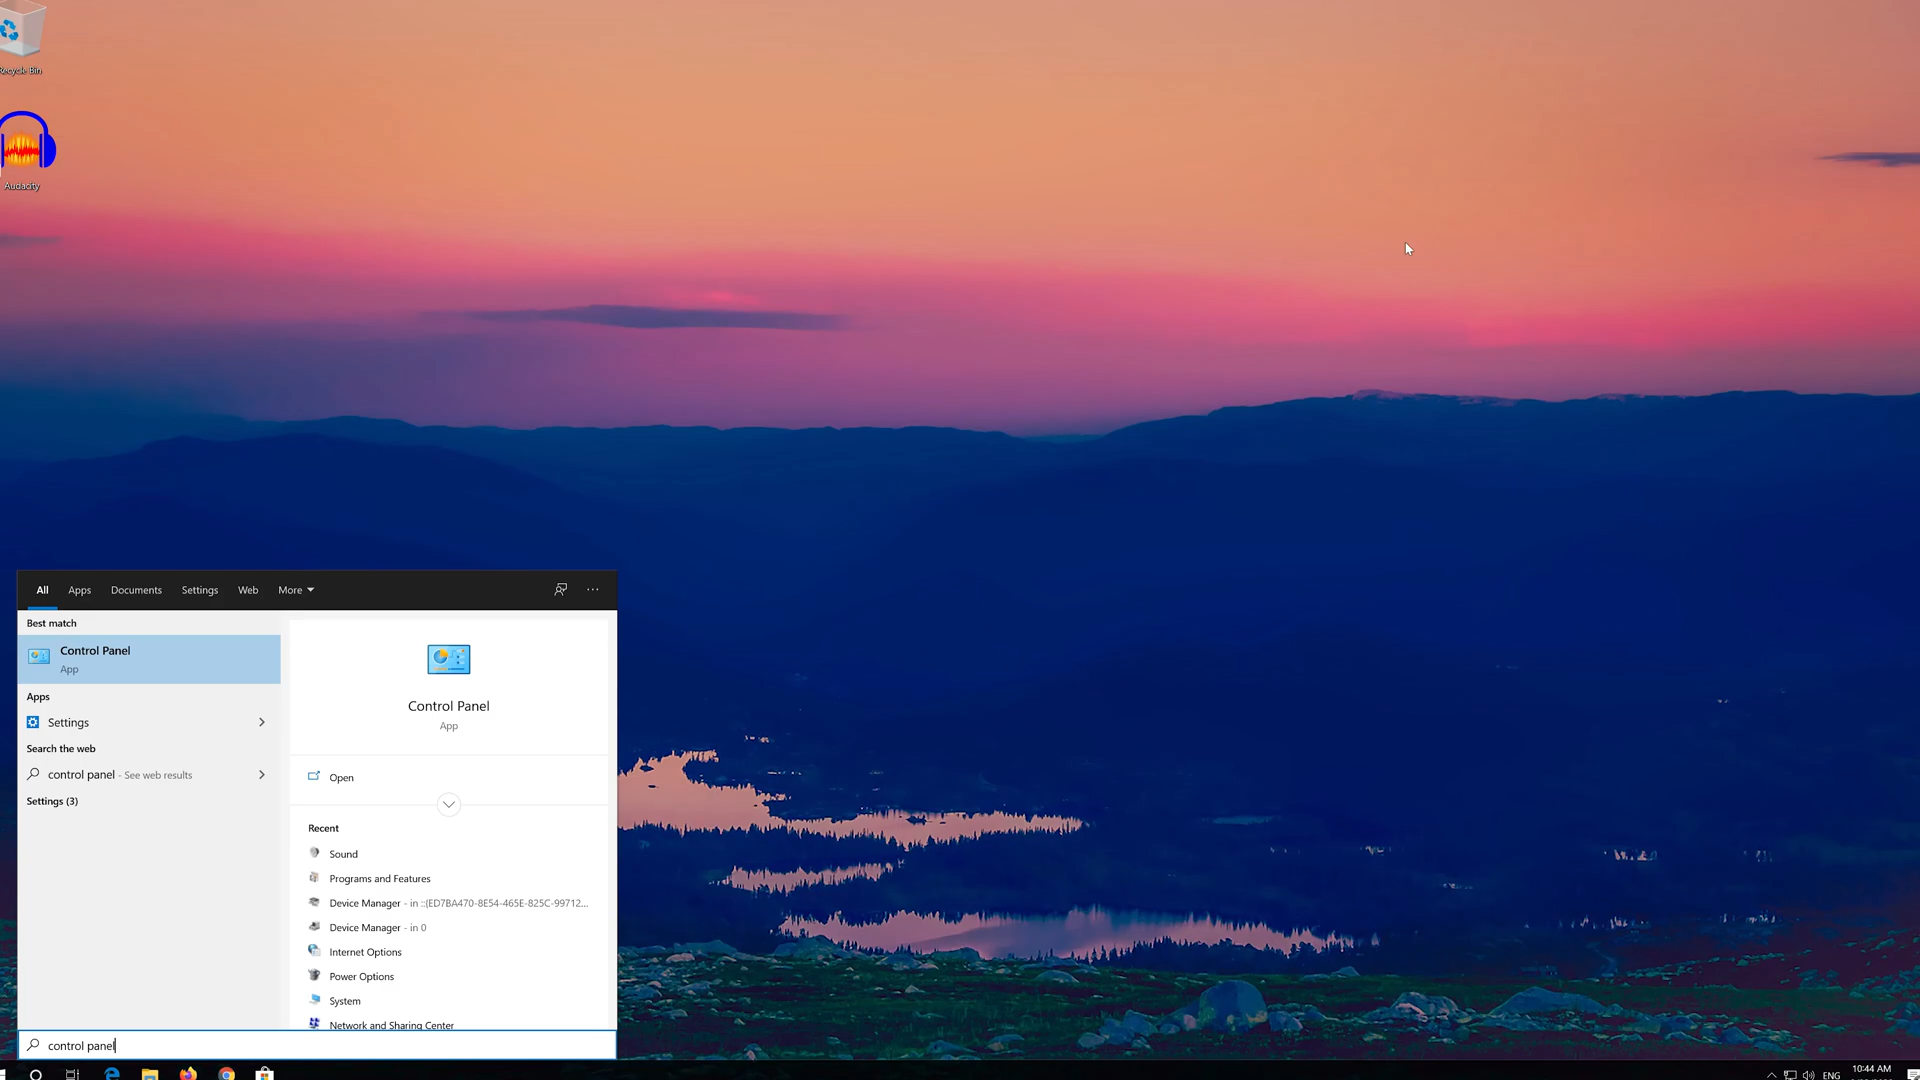 Recycle Bin
Audacity
All Apps Documents Settings Web More
Best match
Control Panel
App
Apps
Settings
Search the web
control panel - See web results
Settings (3)
Control Panel
App
Open
Recent
Sound
Programs and Features
Device Manager - in ::{ED7BA470-8E54-465E-825C-99712...
Device Manager - in 0
Internet Options
Power Options
System
Network and Sharing Center
control panel
ENG
10:44 AM